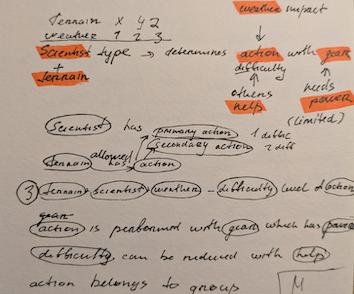 weather impact
Terrain x 4 2
weather 1 2 3
Scientist type → determines action with gear
+
Terrain
difficulty
others
help
needs
power
(limited)
Scientist has primary action 1 diffic
secondary action 2 diff
Terrain allowed has action
3 Terrain + Scientist weather - difficulty level of action
gear
action is performed with gear which has power
difficulty can be reduced with help
action belongs to group
M